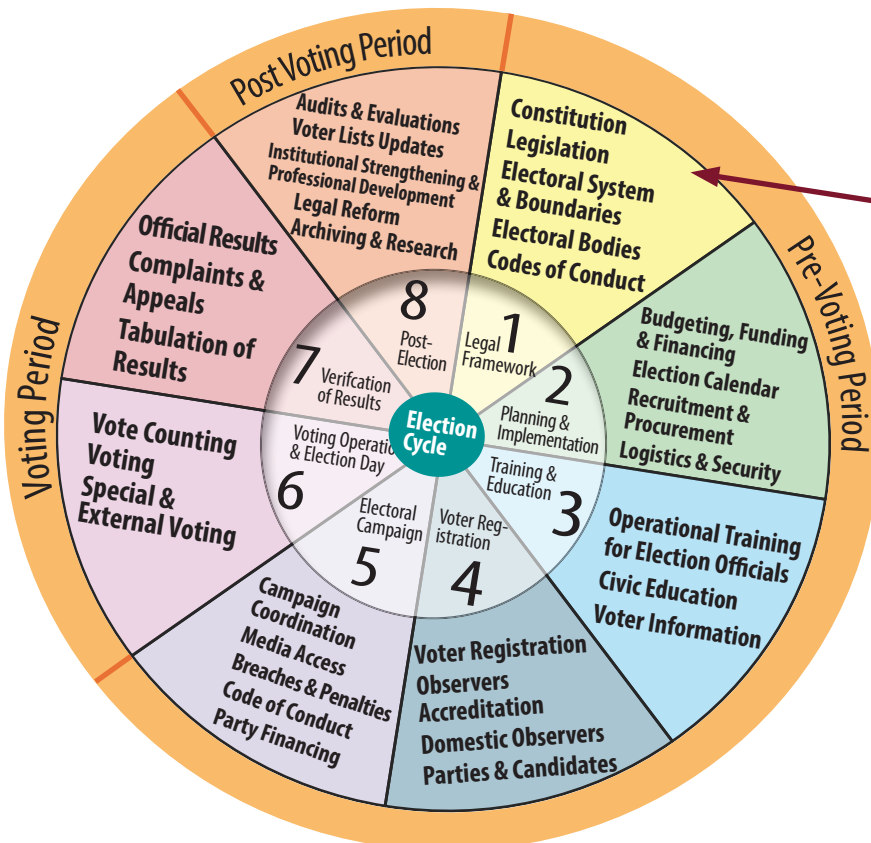 Post Voting Period
Pre-Voting Period
Voting Period
Election
Cycle
1
Legal
Framework
Constitution
Legislation
Electoral System
& Boundaries
Electoral Bodies
Codes of Conduct
2
Planning &
Implementation
Budgeting, Funding
& Financing
Election Calendar
Recruitment &
Procurement
Logistics & Security
3
Training &
Education
Operational Training
for Election Officials
Civic Education
Voter Information
4
Voter Reg-
istration
Voter Registration
Observers
Accreditation
Domestic Observers
Parties & Candidates
5
Electoral
Campaign
Campaign
Coordination
Media Access
Breaches & Penalties
Code of Conduct
Party Financing
6
Voting Operatio
& Election Day
Vote Counting
Voting
Special &
External Voting
7
Verifcation
of Results
Official Results
Complaints &
Appeals
Tabulation of
Results
8
Post-
Election
Audits & Evaluations
Voter Lists Updates
Institutional Strengthening &
Professional Development
Legal Reform
Archiving & Research